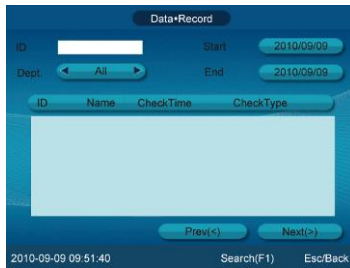 Data•Record
ID Start 2010/09/09
Dept. All End 2010/09/09
ID Name CheckTime CheckType
Prev(<) Next(>)
2010-09-09 09:51:40 Search(F1) Esc/Back